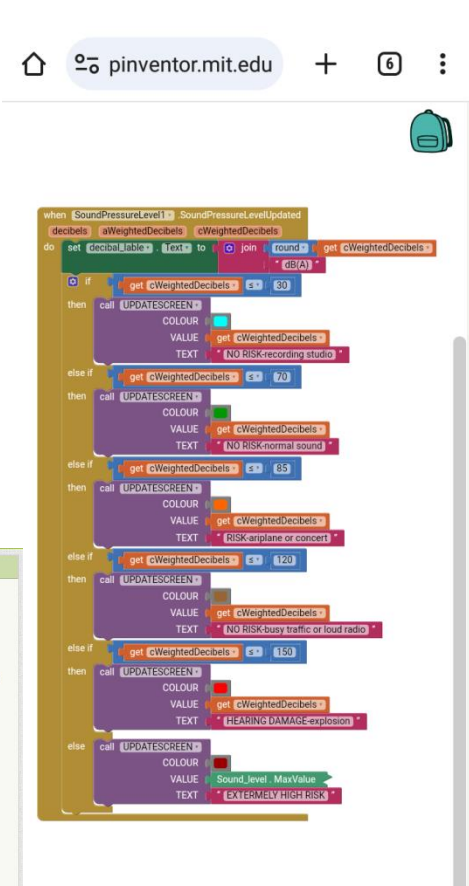 pinventor.mit.edu
6
when SoundPressureLevel1 .SoundPressureLevelUpdated
decibels aWeightedDecibels cWeightedDecibels
do set decibal_lable . Text to join round get cWeightedDecibels
" dB(A) "
if get cWeightedDecibels ≤ 30
then call UPDATESCREEN
COLOUR
VALUE get cWeightedDecibels
TEXT " NO RISK-recording studio "
else if get cWeightedDecibels ≤ 70
then call UPDATESCREEN
COLOUR
VALUE get cWeightedDecibels
TEXT " NO RISK-normal sound "
else if get cWeightedDecibels ≤ 85
then call UPDATESCREEN
COLOUR
VALUE get cWeightedDecibels
TEXT " RISK-ariplane or concert "
else if get cWeightedDecibels ≤ 120
then call UPDATESCREEN
COLOUR
VALUE get cWeightedDecibels
TEXT " NO RISK-busy traffic or loud radio "
else if get cWeightedDecibels ≤ 150
then call UPDATESCREEN
COLOUR
VALUE get cWeightedDecibels
TEXT " HEARING DAMAGE-explosion "
else call UPDATESCREEN
COLOUR
VALUE Sound_level . MaxValue
TEXT " EXTERMELY HIGH RISK "